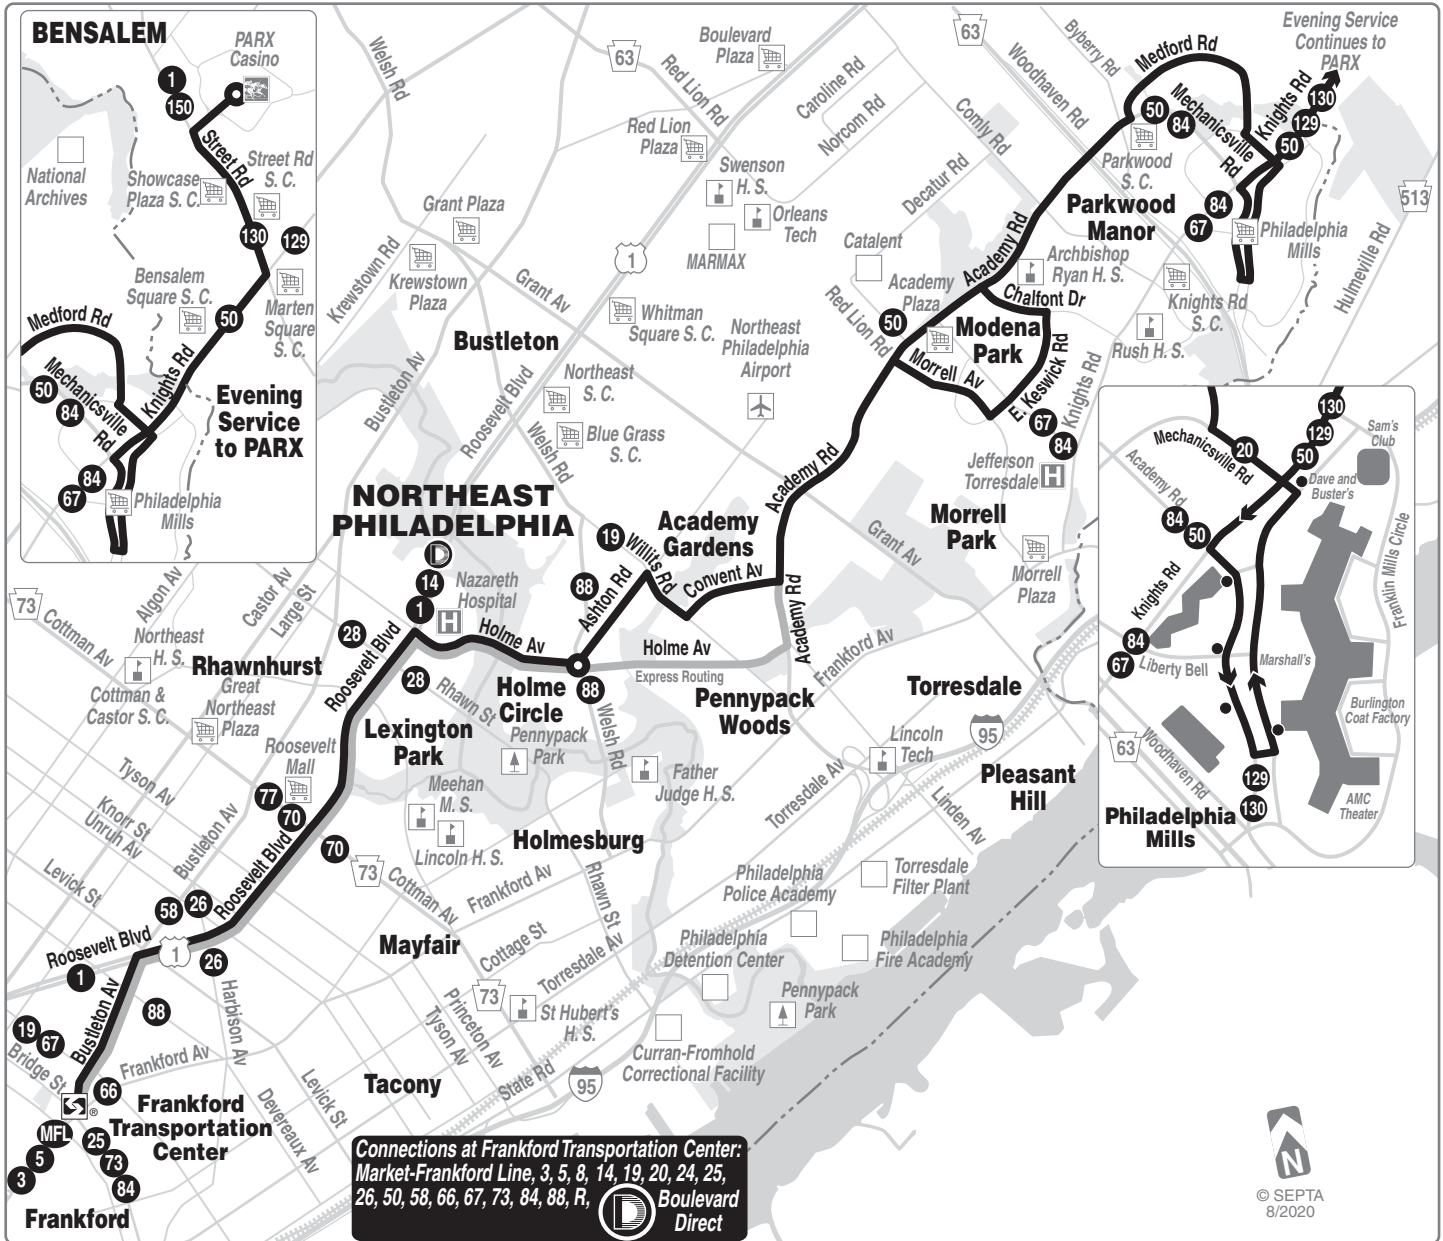 BENSALEM
PARX
Casino
1
150
Street Rd
Street Rd
S. C.
Showcase
Plaza S. C.
National
Archives
130
129
Bensalem
Square S. C.
Marten
Square
S. C.
50
Medford Rd
Knights Rd
Mechanicsville
Rd
50
84
Evening
Service
to PARX
84
67
Philadelphia
Mills
Welsh Rd
63
Red Lion Rd
Boulevard
Plaza
Red Lion
Plaza
Caroline Rd
Norcom Rd
Swenson
H. S.
Orleans
Tech
MARMAX
1
63
Woodhaven Rd
Byberry Rd
Comly Rd
Decatur Rd
Medford Rd
Evening Service
Continues to
PARX
Knights Rd
130
129
50
50
84
Mechanicsville
Rd
Parkwood
S. C.
Parkwood
Manor
84
67
Philadelphia
Mills
513
Hulmeville Rd
Grant Plaza
Krewstown Rd
Krewstown
Plaza
Grant Av
Catalent
Academy Rd
Archbishop
Ryan H. S.
Academy
Plaza
Red Lion Rd
50
Chalfont Dr
Modena
Park
Morrell Av
E. Keswick Rd
Knights Rd
Knights Rd
S. C.
Rush H. S.
Whitman
Square S. C.
Northeast
Philadelphia
Airport
Bustleton
Bustleton Av
Roosevelt Blvd
Northeast
S. C.
Welsh Rd
Blue Grass
S. C.
67
84
Jefferson
Torresdale
H
Academy Rd
NORTHEAST
PHILADELPHIA
D
14
1
Nazareth
Hospital
H
Academy
Gardens
19
Willits Rd
88
Ashton Rd
Convent Av
Morrell
Park
Grant Av
Morrell
Plaza
73
Cottman Av
Algon Av
Castor Av
Large St
Northeast
H. S.
Cottman &
Castor S. C.
Rhawnhurst
Great
Northeast
Plaza
28
Roosevelt Blvd
Holme Av
28
Rhawn St
Holme
Circle
88
Welsh Rd
Holme Av
Express Routing
Academy Rd
Frankford Av
Pennypack
Woods
Torresdale
Lexington
Park
Pennypack
Park
Roosevelt
Mall
77
70
Tyson Av
Knorr St
Unruh Av
Bustleton Av
Roosevelt Blvd
Meehan
M. S.
Lincoln H. S.
Father
Judge H. S.
Holmesburg
Lincoln
Tech
95
Pleasant
Hill
Torresdale Av
Linden Av
70
73
Cottman Av
Frankford Av
Rhawn St
Levick St
58
26
Roosevelt Blvd
1
1
26
Mayfair
Cottage St
Torresdale Av
Philadelphia
Police Academy
Torresdale
Filter Plant
Philadelphia
Detention Center
Philadelphia
Fire Academy
Pennypack
Park
Bustleton Av
88
Harbison Av
19
67
Bridge St
Frankford Av
66
73
St Hubert's
H. S.
Princeton Av
Tyson Av
State Rd
95
Curran-Fromhold
Correctional Facility
Tacony
Levick St
Devereaux Av
®
Frankford
Transportation
Center
MFL
5
3
25
73
84
Frankford
Connections at Frankford Transportation Center:
Market-Frankford Line, 3, 5, 8, 14, 19, 20, 24, 25,
26, 50, 58, 66, 67, 73, 84, 88, R,
D
Boulevard
Direct
130
129
50
Sam's
Club
Mechanicsville Rd
20
Academy Rd
84
50
Dave and
Buster's
Knights Rd
84
67
Liberty Bell
Marshall's
Franklin Mills Circle
Burlington
Coat Factory
63
Woodhaven Rd
129
130
Philadelphia
Mills
AMC
Theater
N
© SEPTA
8/2020